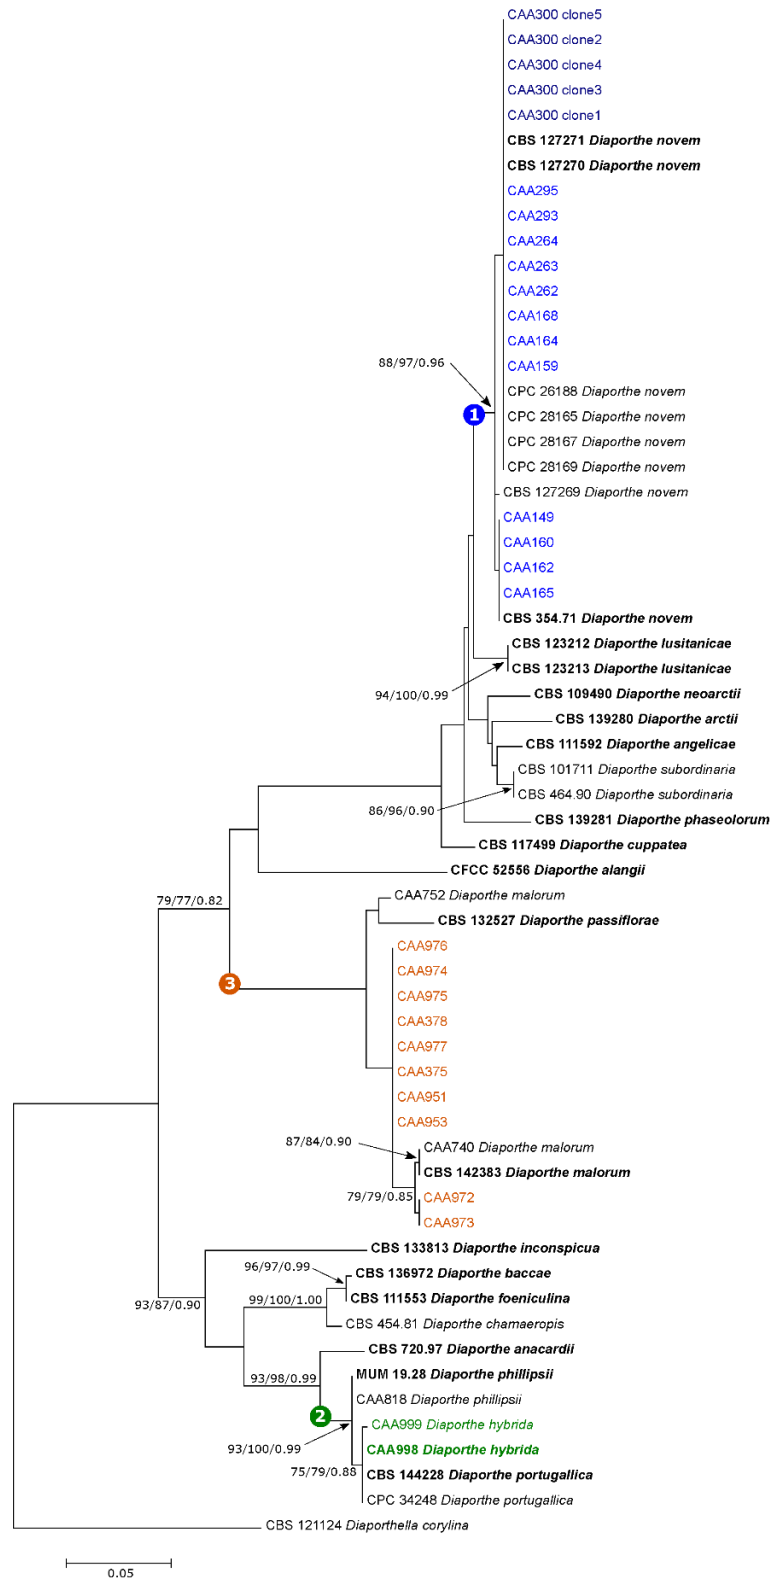 CAA300 clone5
CAA300 clone2
CAA300 clone4
CAA300 clone3
CAA300 clone1
CBS 127271 Diaporthe novem
CBS 127270 Diaporthe novem
CAA295
CAA293
CAA264
CAA263
CAA262
CAA168
CAA164
CAA159
88/97/0.96
CPC 26188 Diaporthe novem
1
CPC 28165 Diaporthe novem
CPC 28167 Diaporthe novem
CPC 28169 Diaporthe novem
CBS 127269 Diaporthe novem
CAA149
CAA160
CAA162
CAA165
CBS 354.71 Diaporthe novem
CBS 123212 Diaporthe lusitanicae
CBS 123213 Diaporthe lusitanicae
94/100/0.99
CBS 109490 Diaporthe neoarctii
CBS 139280 Diaporthe arctii
CBS 111592 Diaporthe angelicae
CBS 101711 Diaporthe subordinaria
CBS 464.90 Diaporthe subordinaria
86/96/0.90
CBS 139281 Diaporthe phaseolorum
CBS 117499 Diaporthe cuppatea
CFCC 52556 Diaporthe alangii
79/77/0.82
CAA752 Diaporthe malorum
CBS 132527 Diaporthe passiflorae
CAA976
CAA974
3
CAA975
CAA378
CAA977
CAA375
CAA951
CAA953
87/84/0.90
CAA740 Diaporthe malorum
CBS 142383 Diaporthe malorum
79/79/0.85
CAA972
CAA973
CBS 133813 Diaporthe inconspicua
96/97/0.99
CBS 136972 Diaporthe baccae
99/100/1.00
CBS 111553 Diaporthe foeniculina
93/87/0.90
CBS 454.81 Diaporthe chamaeropis
CBS 720.97 Diaporthe anacardii
93/98/0.99
MUM 19.28 Diaporthe phillipsii
CAA818 Diaporthe phillipsii
2
CAA999 Diaporthe hybrida
93/100/0.99
CAA998 Diaporthe hybrida
75/79/0.88
CBS 144228 Diaporthe portugallica
CPC 34248 Diaporthe portugallica
CBS 121124 Diaporthella corylina
0.05